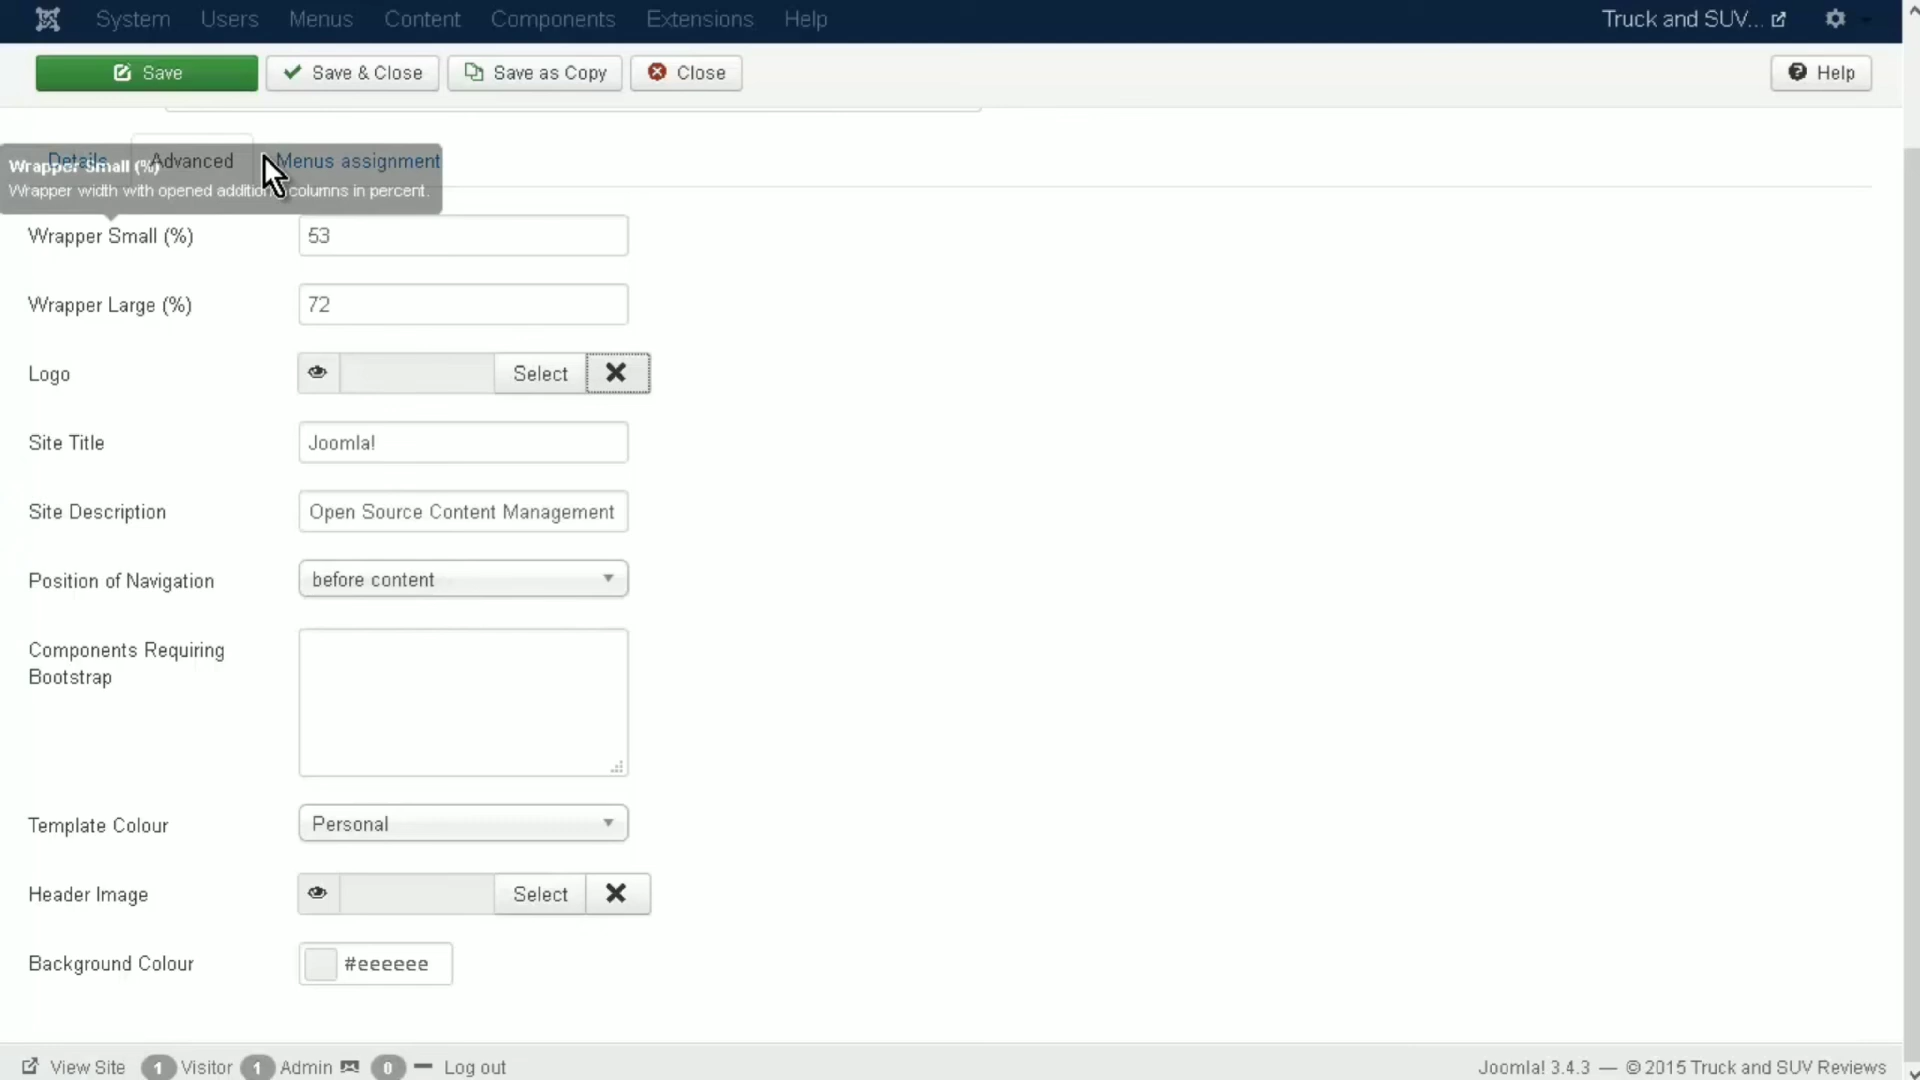 System Users Menus Content Components Extensions Help Truck and SUV...
Save Save & Close Save as Copy Close Help
Details Advanced Menus assignment
Wrapper Small (%)
Wrapper width with opened additional columns in percent.
Wrapper Small (%) 53
Wrapper Large (%) 72
Logo Select
Site Title Joomla!
Site Description Open Source Content Management
Position of Navigation before content
Components Requiring
Bootstrap
Template Colour Personal
Header Image Select
Background Colour #eeeeee
View Site 1 Visitor 1 Admin 0 Log out Joomla! 3.4.3 — © 2015 Truck and SUV Reviews